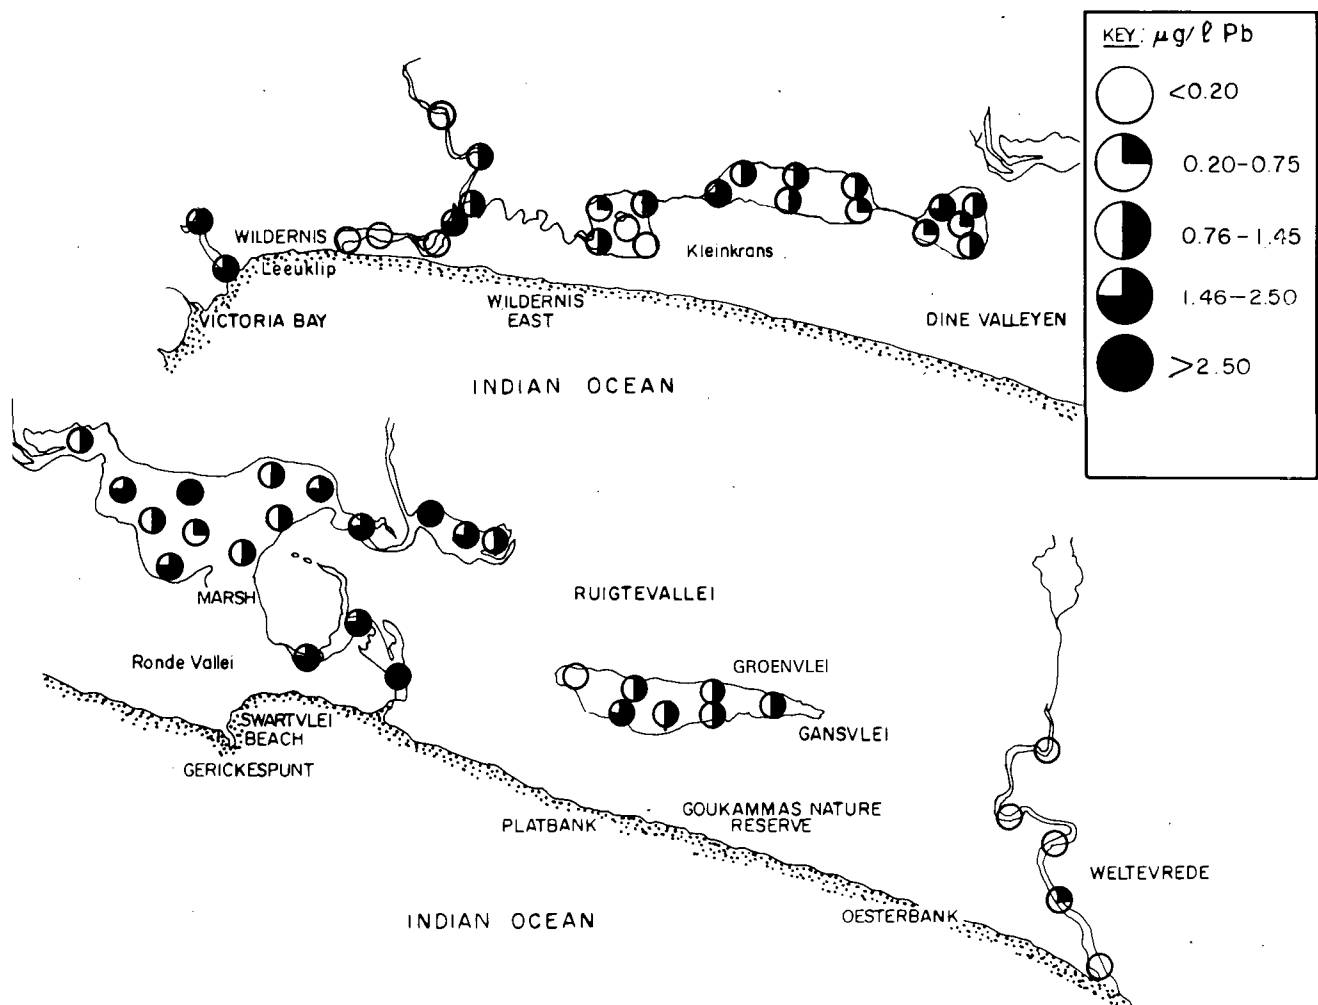 KEY: µg/ℓ Pb
<0.20
0.20-0.75
0.76-1.45
1.46-2.50
>2.50
WILDERNIS
Leeuklip
Kleinkrans
VICTORIA BAY
WILDERNIS
EAST
DINE VALLEYEN
INDIAN OCEAN
MARSH
RUIGTEVALLEI
Ronde Vallei
GROENVLEI
SWARTVLEI
BEACH
GANSVLEI
GERICKESPUNT
GOUKAMMAS NATURE
RESERVE
PLATBANK
WELTEVREDE
OESTERBANK
INDIAN OCEAN